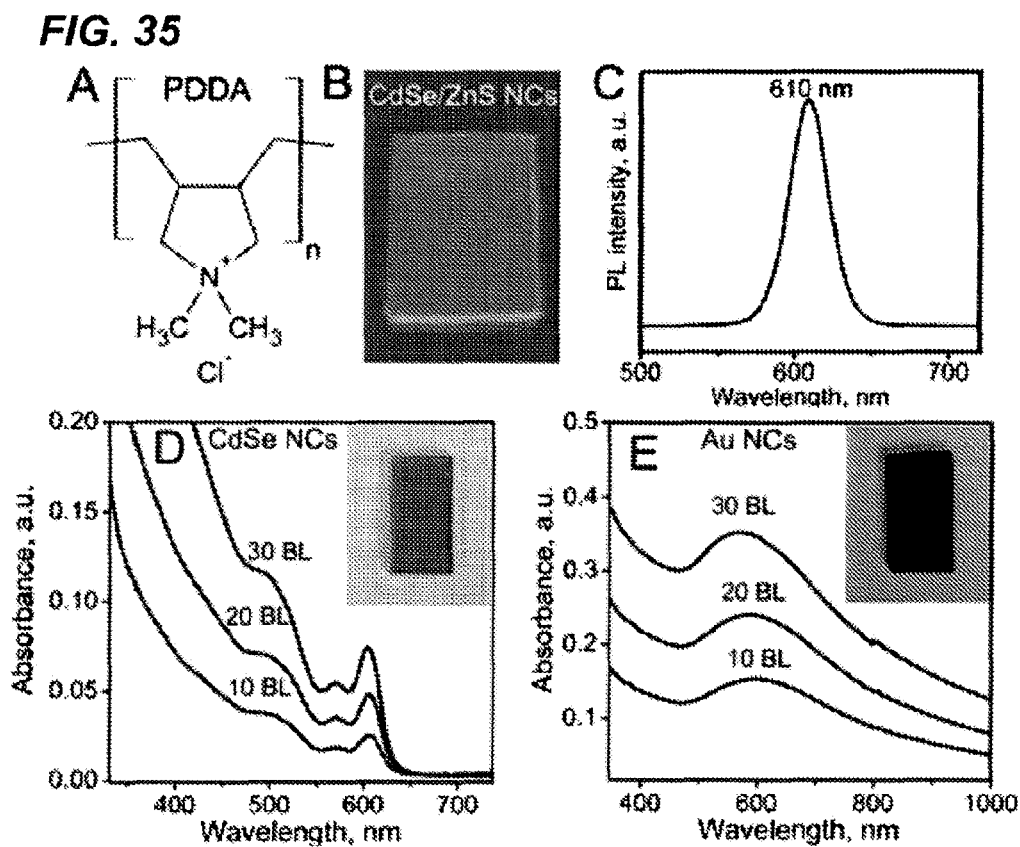 FIG. 35
A
PDDA
n
N+
H3C
CH3
Cl-
B
CdSe/ZnS NCs
C
610 nm
PL intensity, a.u.
500
600
700
Wavelength, nm
D
CdSe NCs
0.20
0.15
0.10
0.05
0.00
Absorbance, a.u.
30 BL
20 BL
10 BL
400
500
600
700
Wavelength, nm
E
Au NCs
0.5
0.4
0.3
0.2
0.1
Absorbance, a.u.
30 BL
20 BL
10 BL
400
600
800
1000
Wavelength, nm